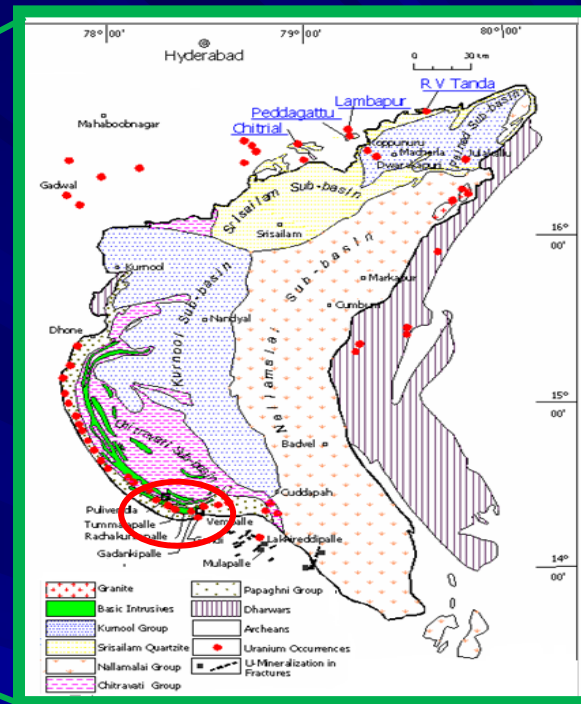 78° 00'
79° 00'
80° 00'
Hyderabad
0 30 km
R V Tanda
Lambapur
Peddagattu
Chitrial
Mahaboobnagar
Koppunuru
Macherla
Dwarakapuri
Palnad Sub-basin
Gadwal
Srisailam Sub-basin
Srisailam
16° 00'
Kurnool
Markapur
Cumbum
Nandyal
Kurnool Sub-basin
Nallamalai Sub-basin
Dhone
15° 00'
Chitravati Sub-basin
Badvel
Cuddapah
Pulivendla
Tummalapalle
Rachakuntapalle
Gadankipalle
Vempalle
Lakkireddipalle
Mulapalle
14° 00'
Granite
Basic Intrusives
Kurnool Group
Srisailam Quartzite
Nallamalai Group
Chitravati Group
Papaghni Group
Dharwars
Archeans
Uranium Occurrences
U-Mineralization in
Fractures